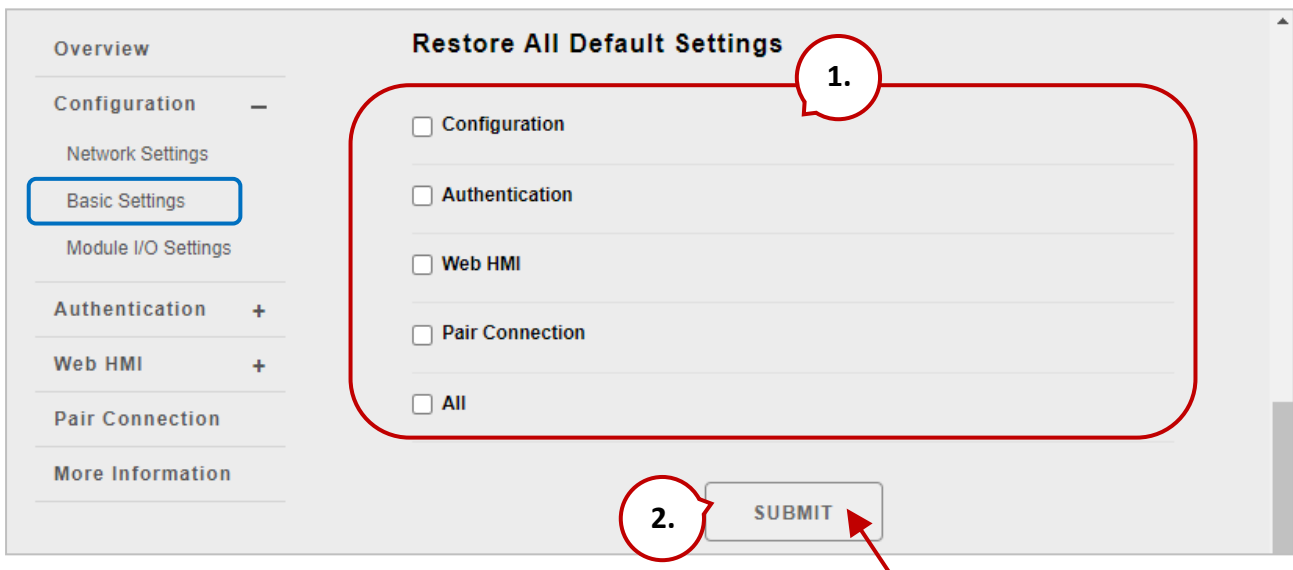 Overview
Configuration –
Network Settings
Basic Settings
Module I/O Settings
Authentication +
Web HMI +
Pair Connection
More Information
Restore All Default Settings
1.
Configuration
Authentication
Web HMI
Pair Connection
All
2.
SUBMIT